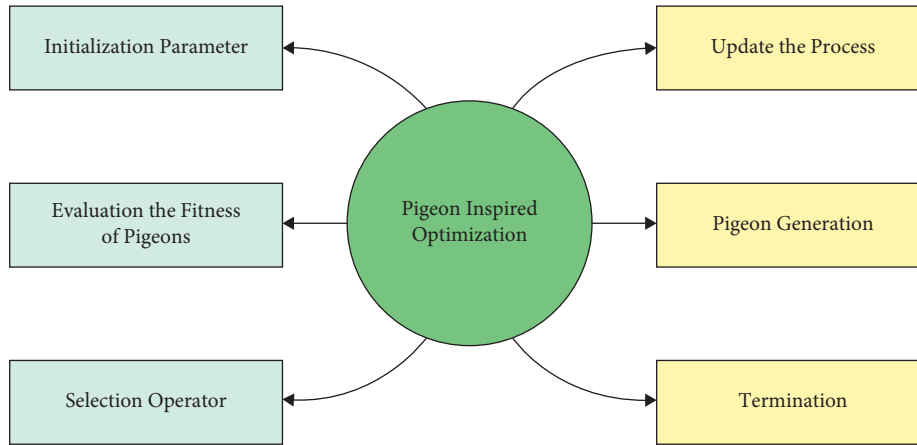 Initialization Parameter
Evaluation the Fitness
of Pigeons
Selection Operator
Pigeon Inspired
Optimization
Update the Process
Pigeon Generation
Termination